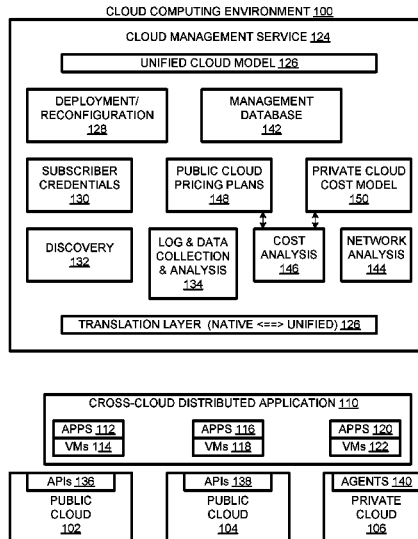 CLOUD COMPUTING ENVIRONMENT 100
CLOUD MANAGEMENT SERVICE 124
UNIFIED CLOUD MODEL 126
DEPLOYMENT/
RECONFIGURATION
128
MANAGEMENT
DATABASE
142
SUBSCRIBER
CREDENTIALS
130
PUBLIC CLOUD
PRICING PLANS
148
PRIVATE CLOUD
COST MODEL
150
DISCOVERY
132
LOG & DATA
COLLECTION
& ANALYSIS
134
COST
ANALYSIS
146
NETWORK
ANALYSIS
144
TRANSLATION LAYER (NATIVE <==> UNIFIED) 126
CROSS-CLOUD DISTRIBUTED APPLICATION 110
APPS 112
VMs 114
APPS 116
VMs 118
APPS 120
VMs 122
APIs 136
PUBLIC
CLOUD
102
APIs 138
PUBLIC
CLOUD
104
AGENTS 140
PRIVATE
CLOUD
106